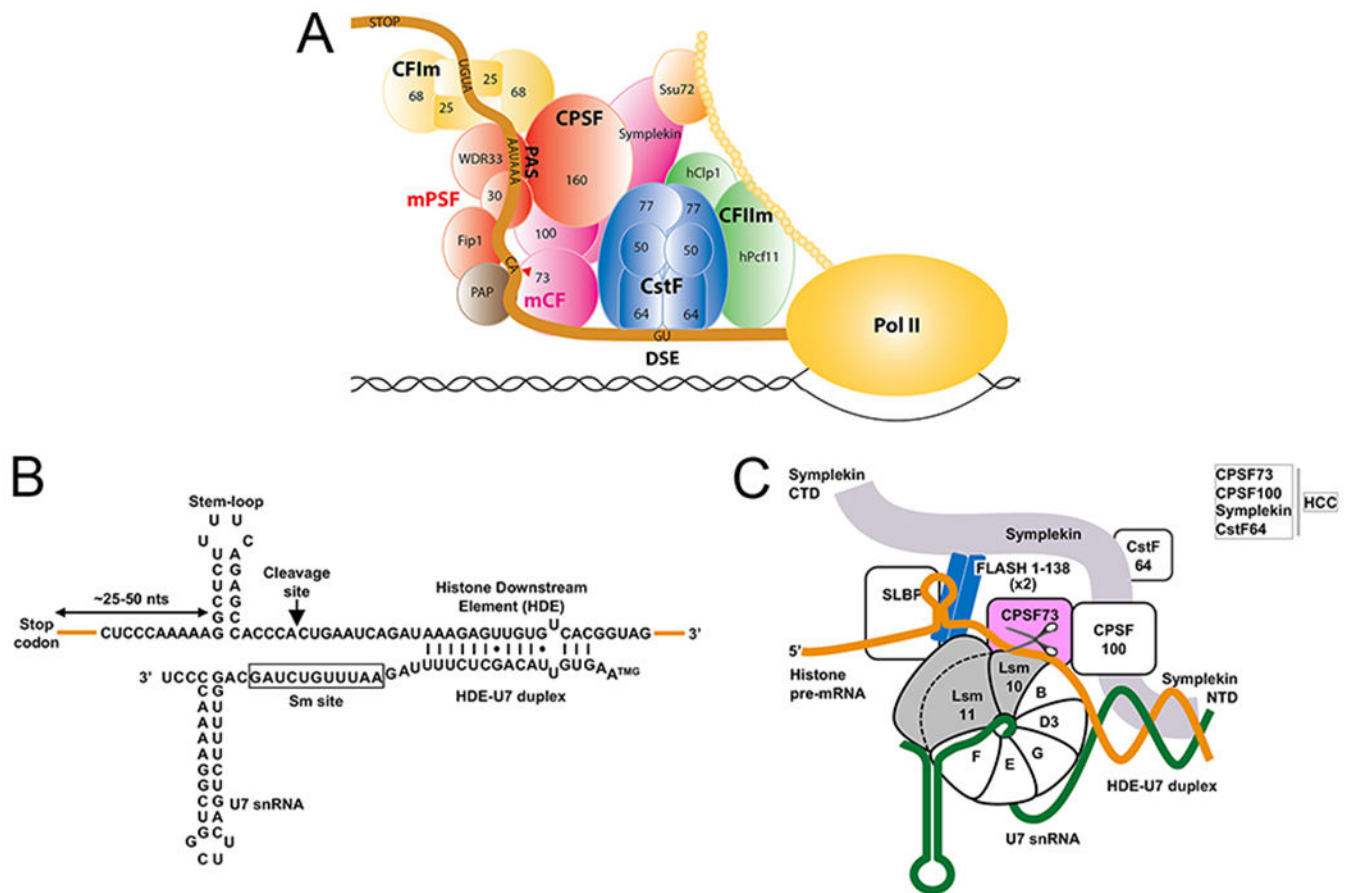 A
STOP
CFIm
UGUA
68
25
25
68
CPSF
160
Symplekin
Ssu72
WDR33
AAUAAA
PAS
mPSF
30
hClp1
77
77
CFIIm
Fip1
100
50
50
hPcf11
CA
73
PAP
mCF
CstF
64
64
GU
DSE
Pol II
B
Stem-loop
~25-50 nts
Cleavage
site
Histone Downstream
Element (HDE)
Stop
codon
CUCCCAAAAAG
CACCCACUGAAUCAGAUAAAGAGUUGUG
U
CACGGUAG
3'
3' UCCC
GAC
GAUCUGUUUAA
GAU
UUUCUCGACAU
U
GUG
A
A
TMG
Sm site
HDE-U7 duplex
U7 snRNA
C
Symplekin
CTD
CPSF73
CPSF100
Symplekin
CstF64
HCC
Symplekin
CstF
64
FLASH 1-138
(x2)
SLBP
CPSF73
CPSF
100
5'
Histone
pre-mRNA
Lsm
10
Lsm
11
B
D3
G
E
F
Symplekin
NTD
HDE-U7 duplex
U7 snRNA